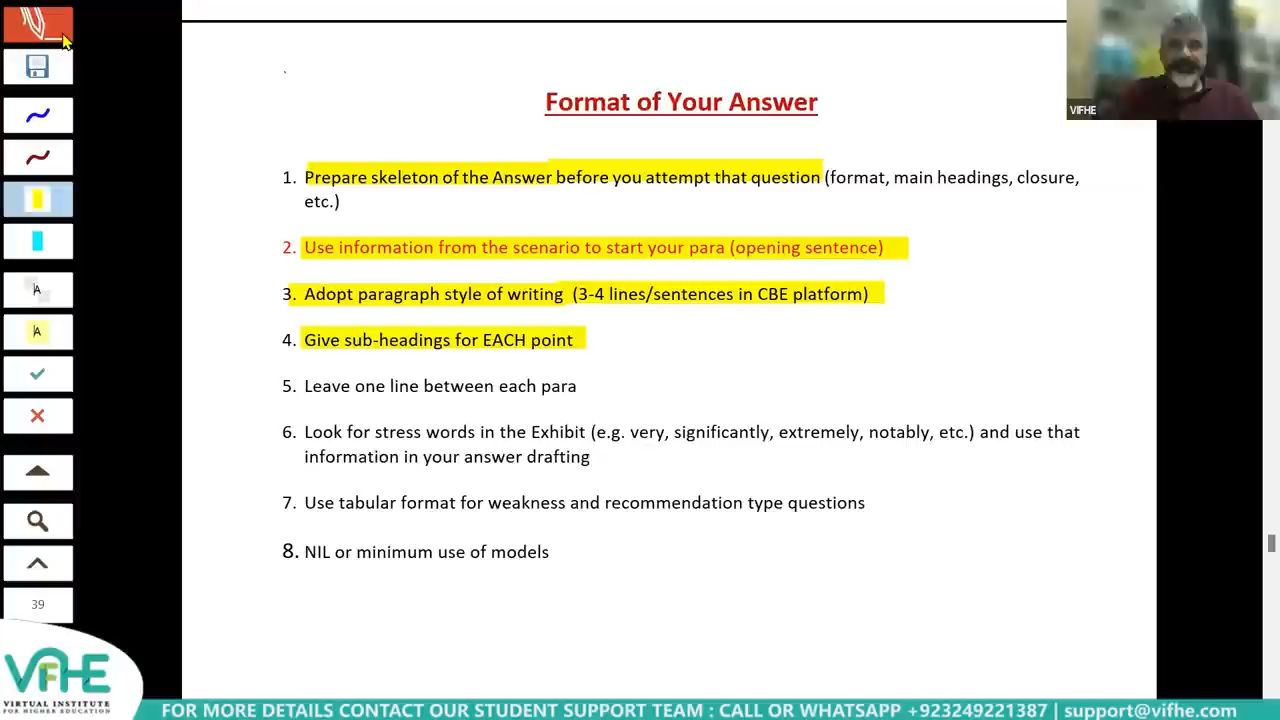 Format of Your Answer
VIFHE
1. Prepare skeleton of the Answer before you attempt that question (format, main headings, closure,
etc.)
2. Use information from the scenario to start your para (opening sentence)
3. Adopt paragraph style of writing (3-4 lines/sentences in CBE platform)
4. Give sub-headings for EACH point
5. Leave one line between each para
6. Look for stress words in the Exhibit (e.g. very, significantly, extremely, notably, etc.) and use that
information in your answer drafting
7. Use tabular format for weakness and recommendation type questions
8. NIL or minimum use of models
A
A
39
VIFHE
VIRTUAL INSTITUTE
FOR HIGHER EDUCATION
FOR MORE DETAILS CONTACT OUR STUDENT SUPPORT TEAM : CALL OR WHATSAPP +923249221387 | support@vifhe.com